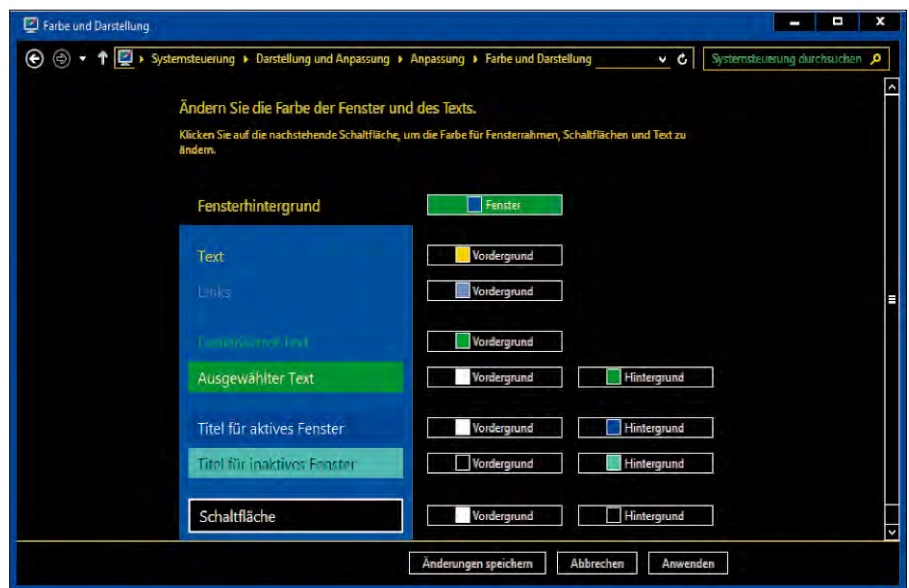 Farbe und Darstellung
Systemsteuerung Darstellung und Anpassung Anpassung Farbe und Darstellung Systemsteuerung durchsuchen
Ändern Sie die Farbe der Fenster und des Texts.
Klicken Sie auf die nachstehende Schaltfläche, um die Farbe für Fensterrahmen, Schaltflächen und Text zu
ändern.
Fensterhintergrund Fenster
Text Vordergrund
Links Vordergrund
Deaktivierter Text Vordergrund
Ausgewählter Text Vordergrund Hintergrund
Titel für aktives Fenster Vordergrund Hintergrund
Titel für inaktives Fenster Vordergrund Hintergrund
Schaltfläche Vordergrund Hintergrund
Änderungen speichern Abbrechen Anwenden